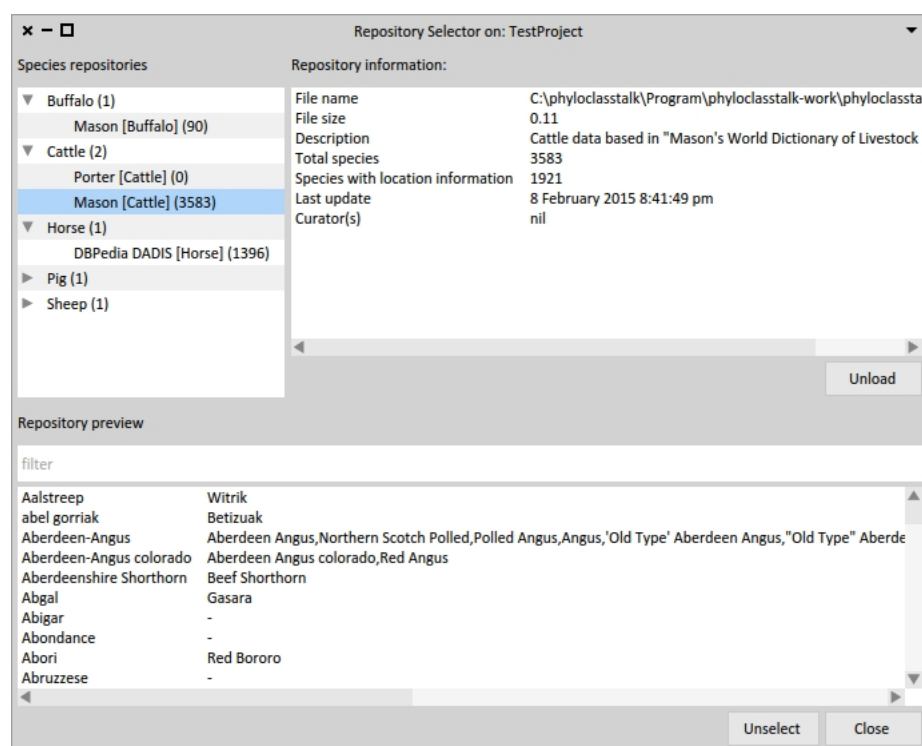 Repository Selector on: TestProject
Species repositories
Buffalo (1)
Mason [Buffalo] (90)
Cattle (2)
Porter [Cattle] (0)
Mason [Cattle] (3583)
Horse (1)
DBPedia DADIS [Horse] (1396)
Pig (1)
Sheep (1)
Repository information:
File name C:\phyloclasstalk\Program\phyloclasstalk-work\phyloclassta
File size 0.11
Description Cattle data based in "Mason's World Dictionary of Livestock
Total species 3583
Species with location information 1921
Last update 8 February 2015 8:41:49 pm
Curator(s) nil
Unload
Repository preview
filter
Aalstreep Witrik
abel gorriak Betizuak
Aberdeen-Angus Aberdeen Angus,Northern Scotch Polled,Polled Angus,Angus,'Old Type' Aberdeen Angus,"Old Type" Aberde
Aberdeen-Angus colorado Aberdeen Angus colorado,Red Angus
Aberdeenshire Shorthorn Beef Shorthorn
Abgal Gasara
Abigar -
Abondance -
Abori Red Bororo
Abruzzese -
Unselect Close